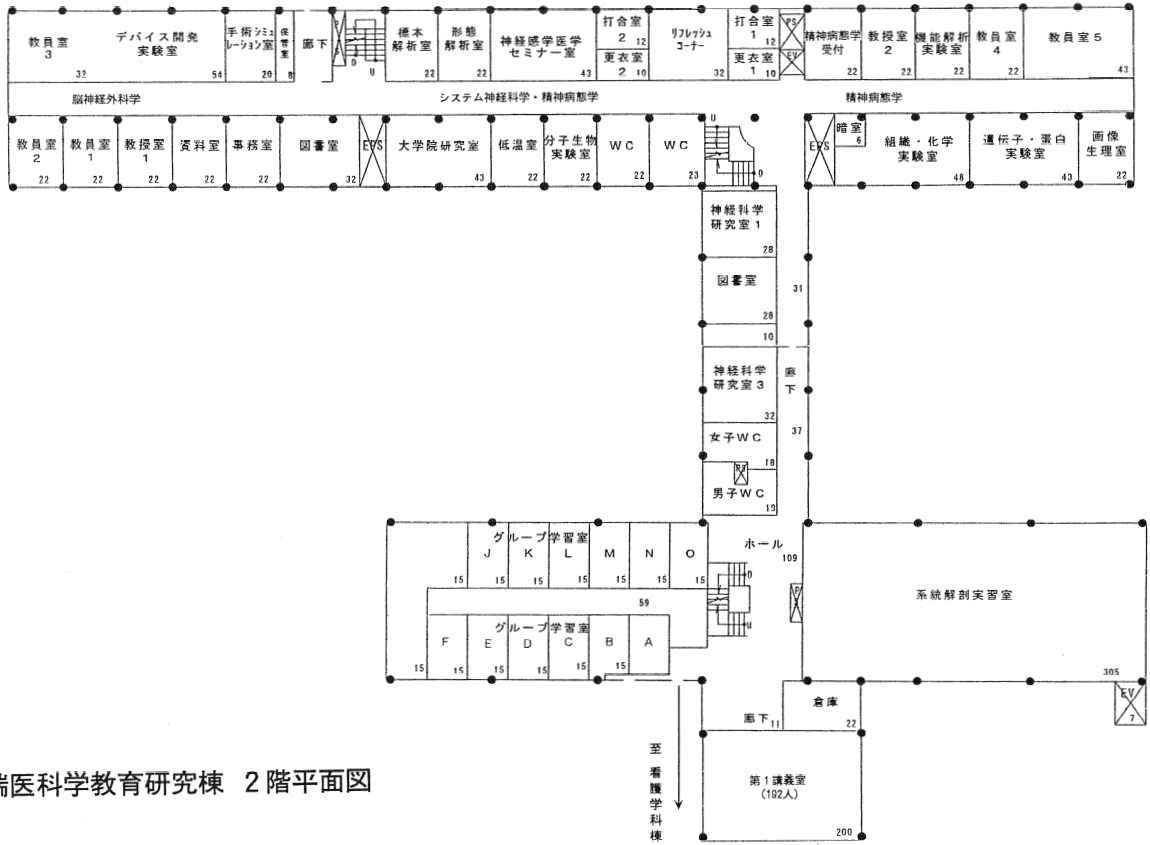 教員室
3
32
デバイス開発
実験室
54
手術シミュ
レーション室
20
保管室
8
廊下
D
U
標本
解析室
22
形態
解析室
22
神経感学医学
セミナー室
43
打合室
2
12
更衣室
2
10
リフレッシュ
コーナー
32
打合室
1
12
更衣室
1
10
PS
EV
精神病態学
受付
22
教授室
2
22
機能解析
実験室
22
教員室
4
22
教員室5
43
脳神経外科学
システム神経科学・精神病態学
精神病態学
教員室
2
22
教員室
1
22
教授室
1
22
資料室
22
事務室
22
図書室
32
EPS
大学院研究室
43
低温室
22
分子生物
実験室
22
WC
22
WC
23
U
D
EPS
暗室
6
組織・化学
実験室
48
遺伝子・蛋白
実験室
43
画像
生理室
22
神経科学
研究室1
28
図書室
28
31
10
神経科学
研究室3
32
廊下
37
女子WC
18
PS
男子WC
19
グループ学習室
J
15
K
15
L
15
M
15
N
15
O
15
15
ホール
109
D
U
59
グループ学習室
F
15
E
15
D
15
C
15
B
15
A
15
系統解剖実習室
305
EV
7
倉庫
22
廊下
11
至看護学科棟
第1講義室
(192人)
200
医科学教育研究棟 2階平面図